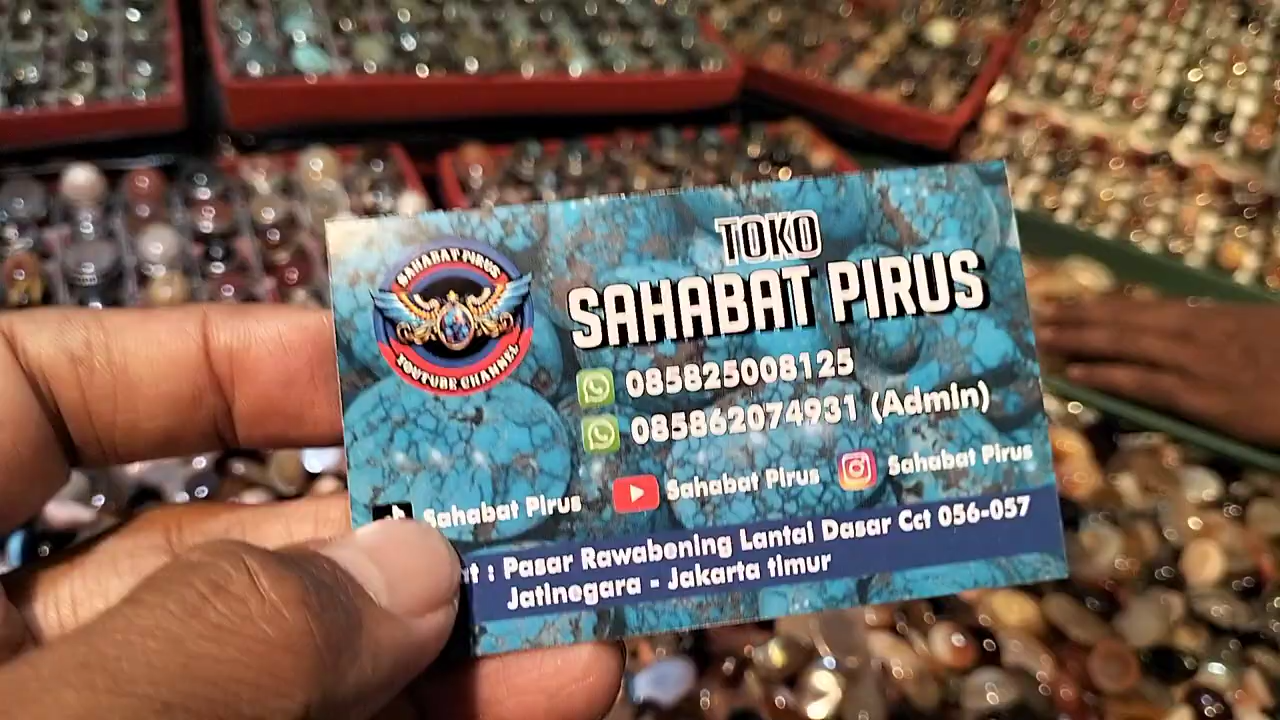 SAHABAT PIRUS
YOUTUBE CHANNEL
TOKO
SAHABAT PIRUS
085825008125
085862074931 (Admin)
Sahabat Pirus
Sahabat Pirus
Sahabat Pirus
: Pasar Rawabening Lantai Dasar Cct 056-057
Jatinegara - Jakarta timur